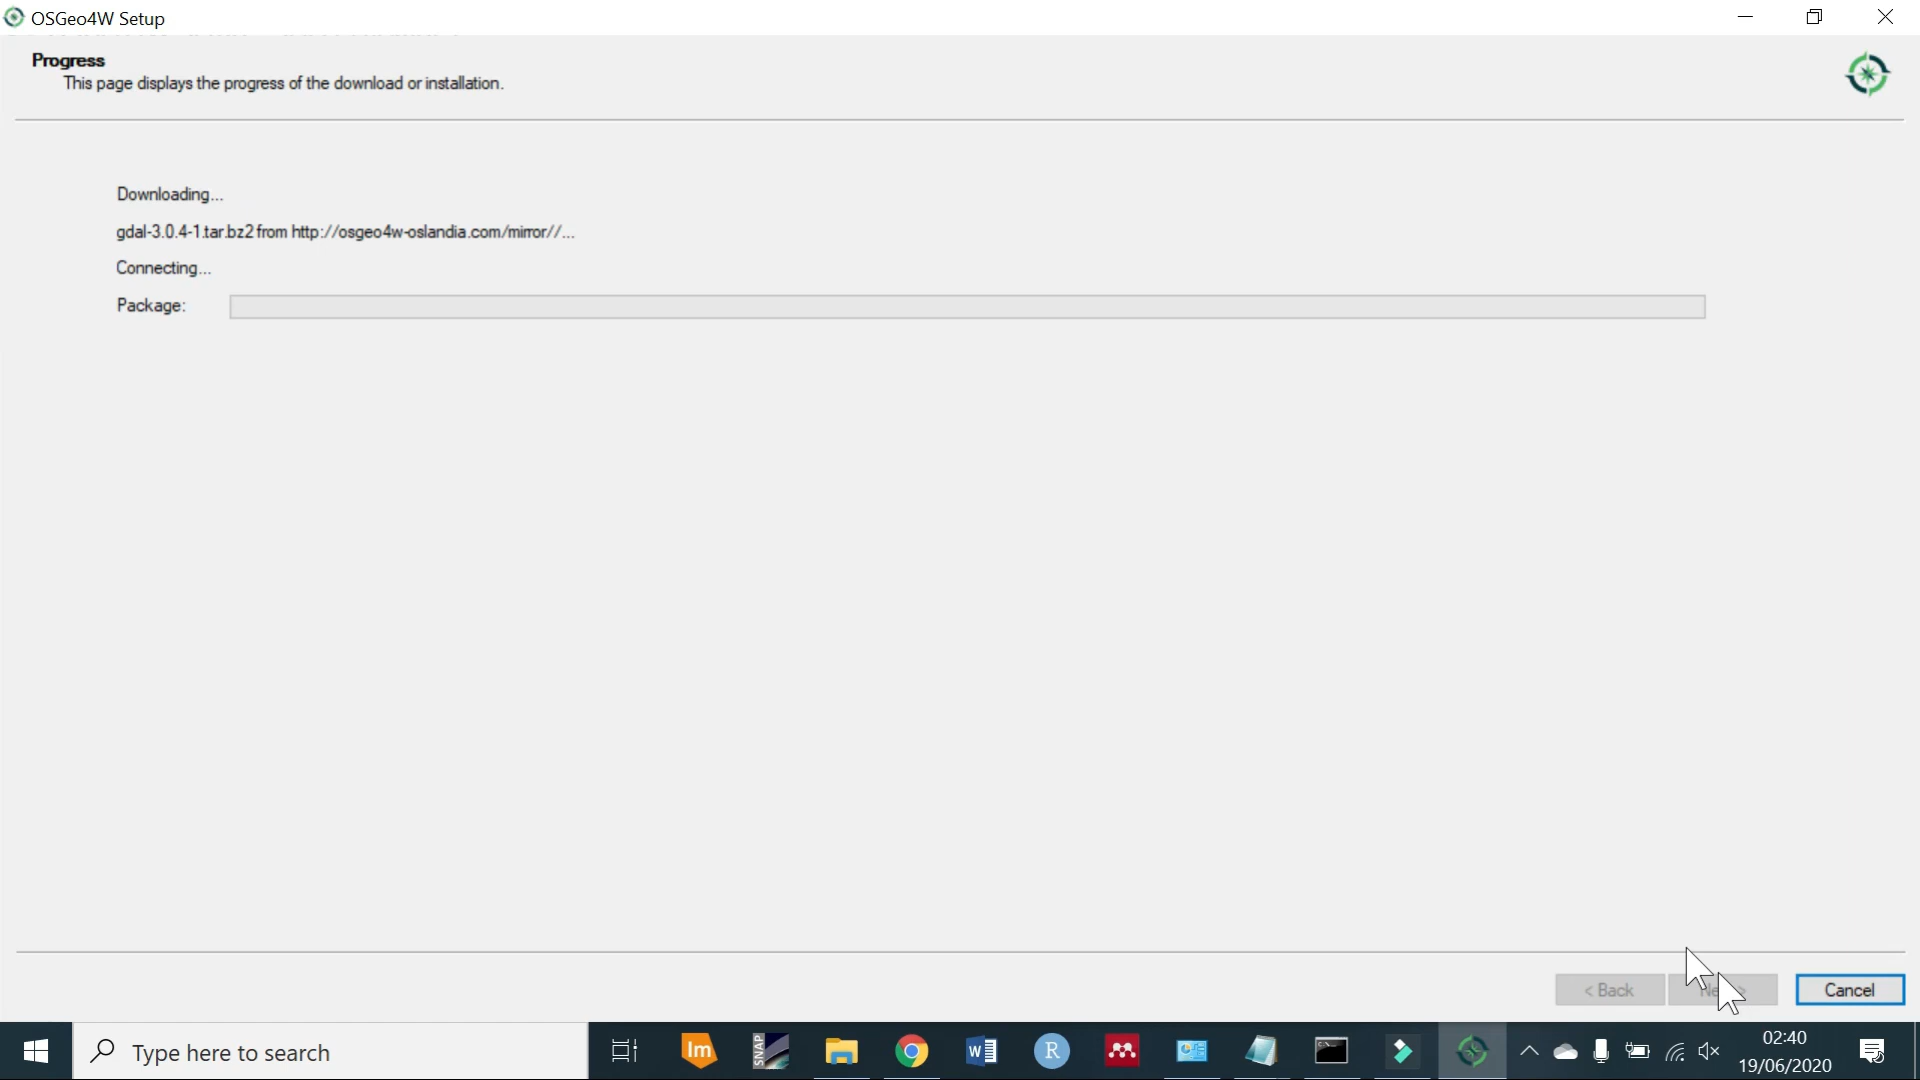 OSGeo4W Setup
Progress
This page displays the progress of the download or installation.
Downloading...
gdal-3.0.4-1.tar.bz2 from http://osgeo4w-oslandia.com/mirror//...
Connecting...
Package:
< Back
Cancel
Type here to search
Im
SNAP
W
R
C:\_
02:40
19/06/2020